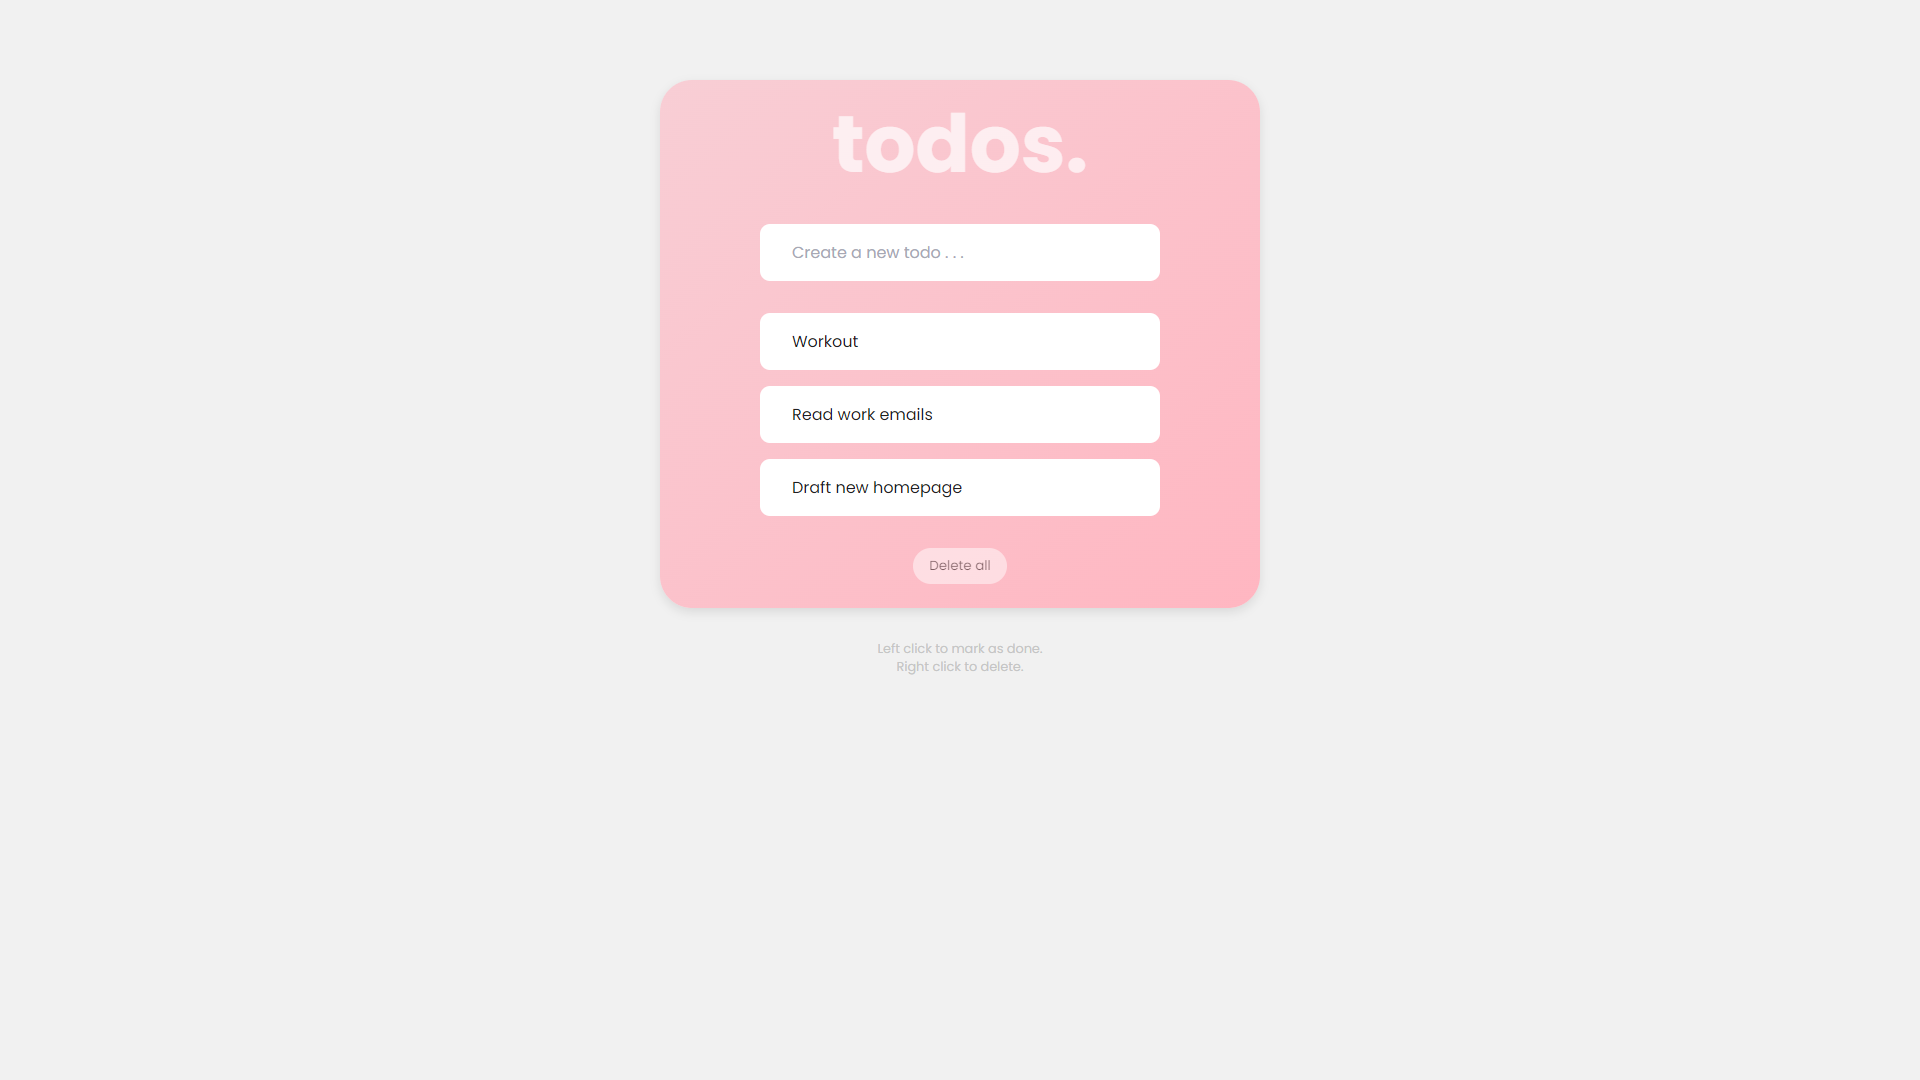 todos.
Create a new todo . . .
Workout
Read work emails
Draft new homepage
Delete all
Left click to mark as done.
Right click to delete.